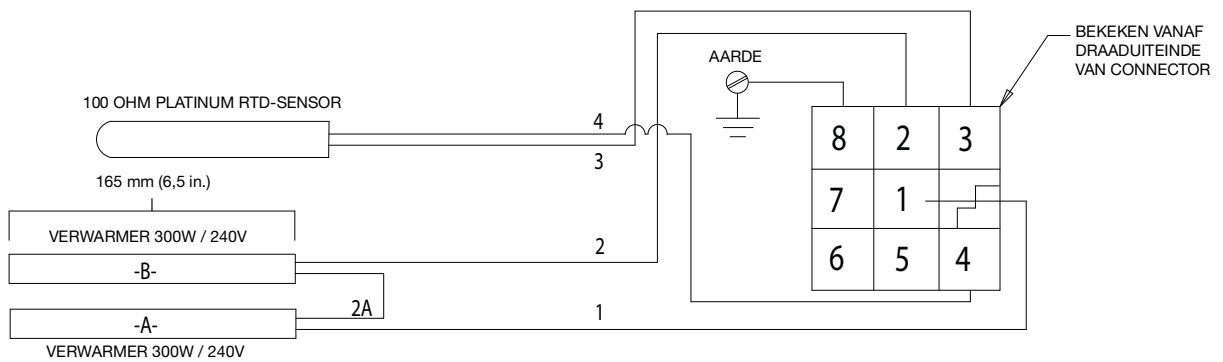 BEKEKEN VANAF
DRAADUITEINDE
VAN CONNECTOR
AARDE
100 OHM PLATINUM RTD-SENSOR
4
3
8 2 3
7 1
6 5 4
165 mm (6,5 in.)
VERWARMER 300W / 240V
-B-
2
2A
-A-
1
VERWARMER 300W / 240V